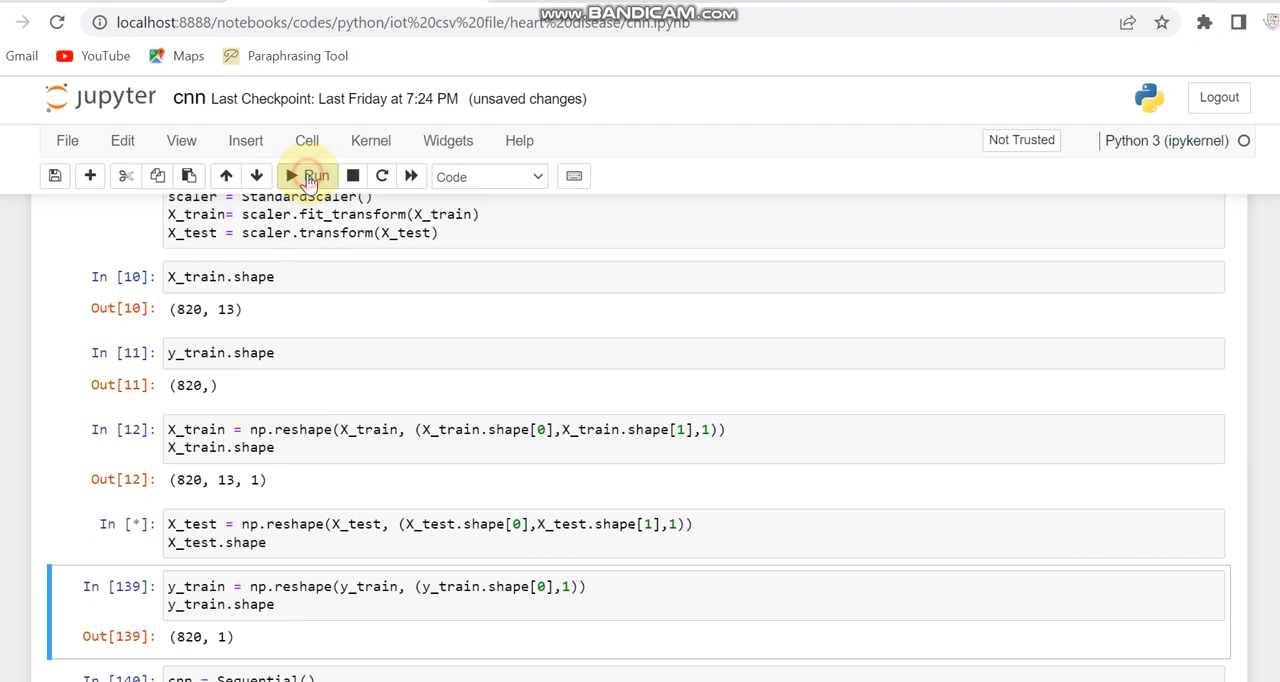 www.BANDICAM.com
localhost:8888/notebooks/codes/python/iot%20csv%20file/heart%20disease/cnn.ipynb
Gmail YouTube Maps Paraphrasing Tool
jupyter cnn Last Checkpoint: Last Friday at 7:24 PM (unsaved changes) Logout
File Edit View Insert Cell Kernel Widgets Help Not Trusted Python 3 (ipykernel)
Run Code
scaler = StandardScaler()
X_train= scaler.fit_transform(X_train)
X_test = scaler.transform(X_test)
In [10]: X_train.shape
Out[10]: (820, 13)
In [11]: y_train.shape
Out[11]: (820,)
In [12]: X_train = np.reshape(X_train, (X_train.shape[0],X_train.shape[1],1))
X_train.shape
Out[12]: (820, 13, 1)
In [*]: X_test = np.reshape(X_test, (X_test.shape[0],X_test.shape[1],1))
X_test.shape
In [139]: y_train = np.reshape(y_train, (y_train.shape[0],1))
y_train.shape
Out[139]: (820, 1)
In [140]: cnn = Sequential()